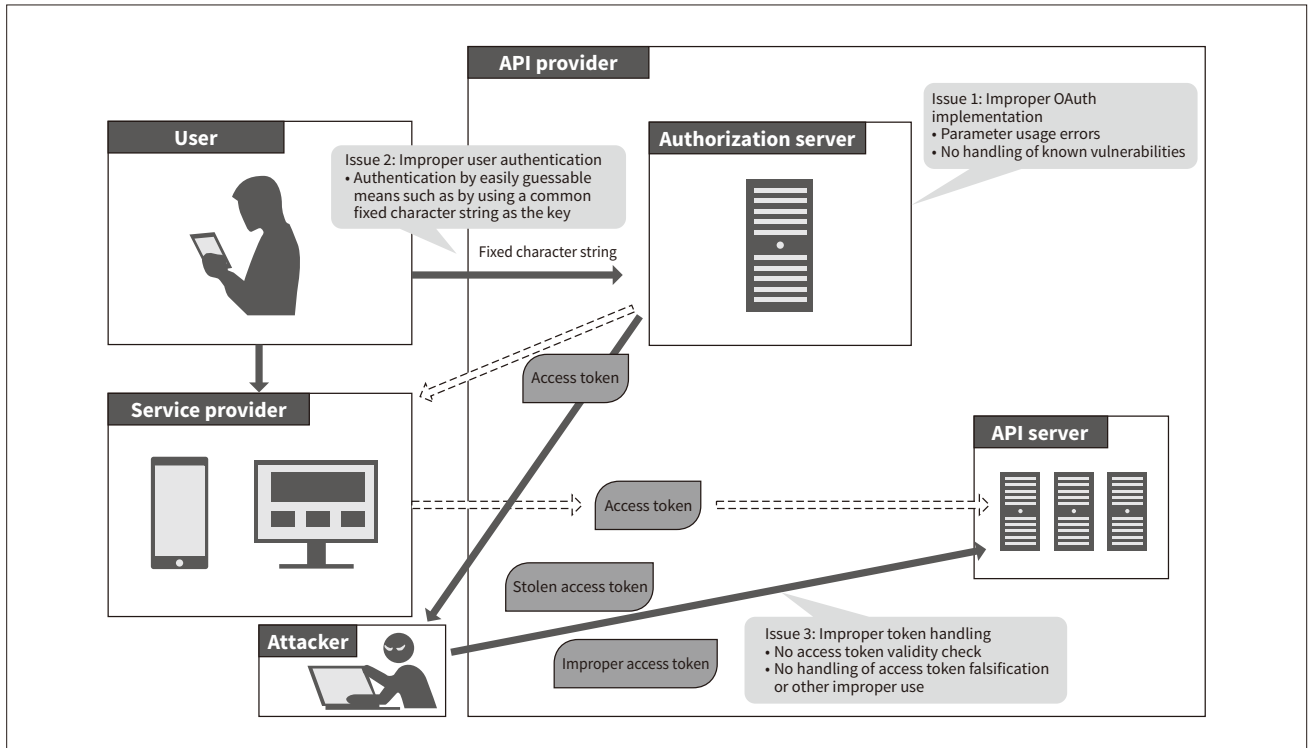 API provider
User
Authorization server
Issue 1: Improper OAuth
implementation
• Parameter usage errors
• No handling of known vulnerabilities
Issue 2: Improper user authentication
• Authentication by easily guessable
means such as by using a common
fixed character string as the key
Fixed character string
Access token
Service provider
API server
Access token
Stolen access token
Attacker
Improper access token
Issue 3: Improper token handling
• No access token validity check
• No handling of access token falsification
or other improper use